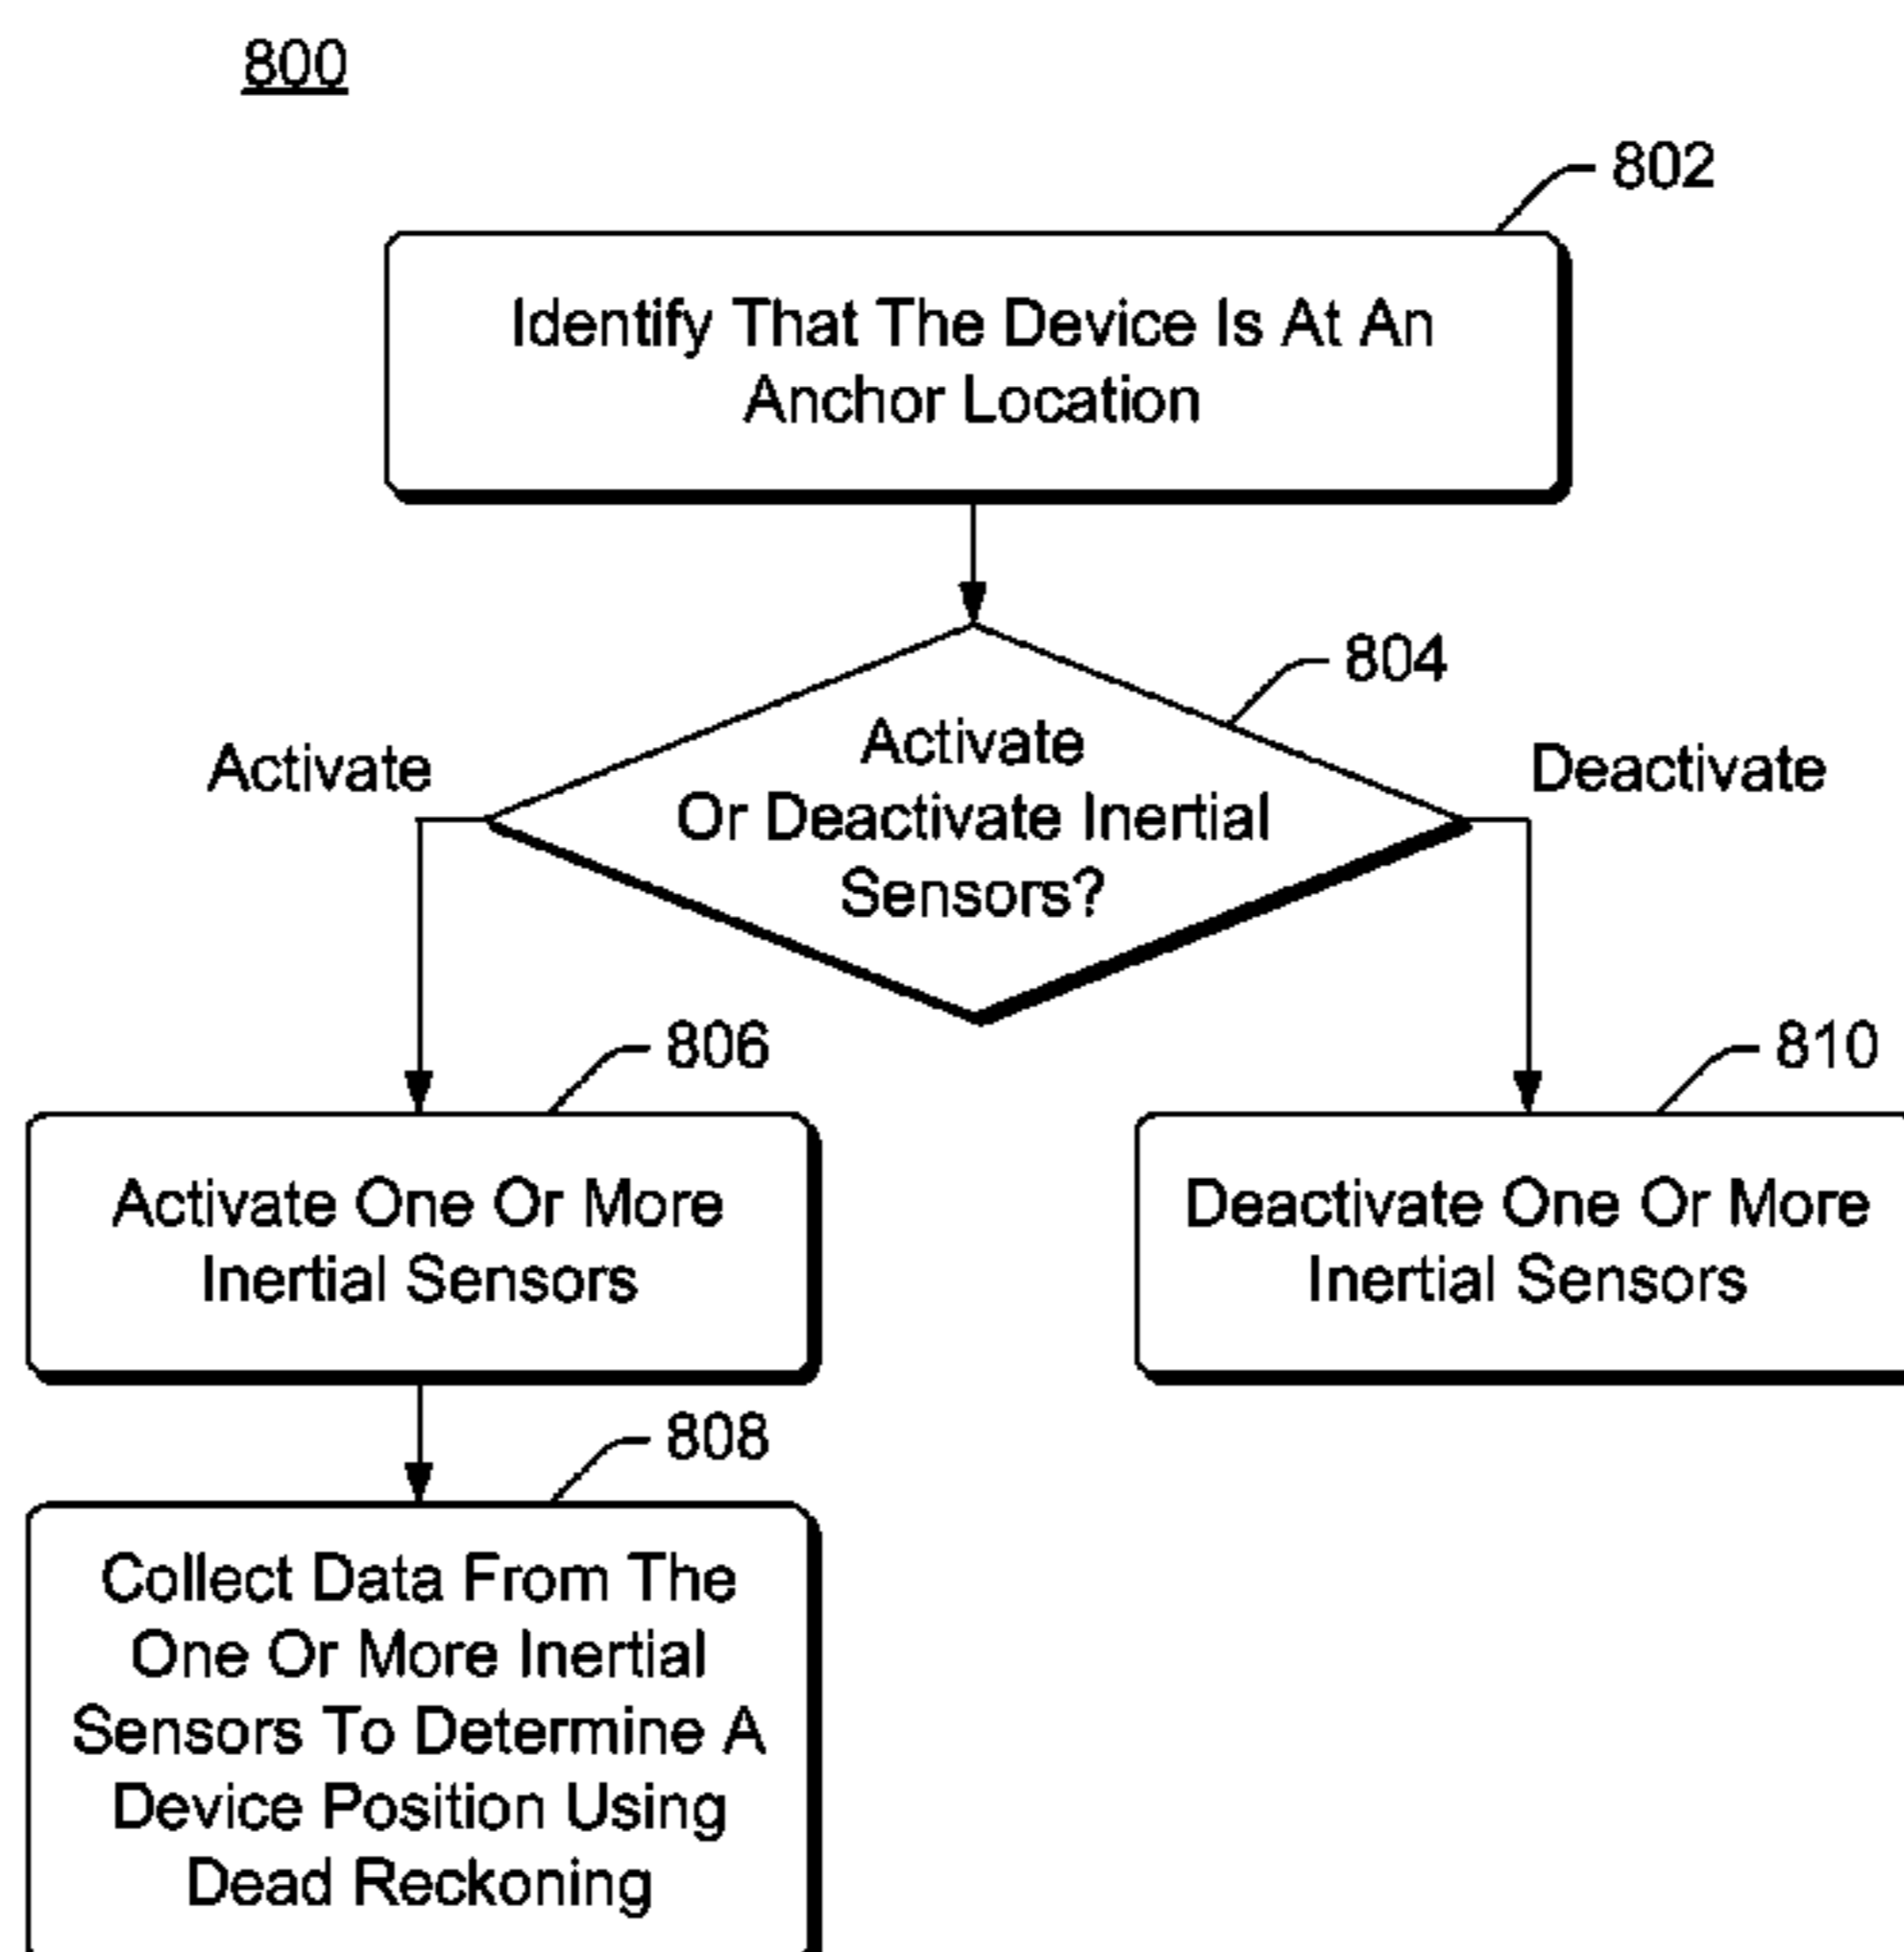 800
802
Identify That The Device Is At An
Anchor Location
804
Activate
Activate
Or Deactivate Inertial
Sensors?
Deactivate
806
Activate One Or More
Inertial Sensors
810
Deactivate One Or More
Inertial Sensors
808
Collect Data From The
One Or More Inertial
Sensors To Determine A
Device Position Using
Dead Reckoning